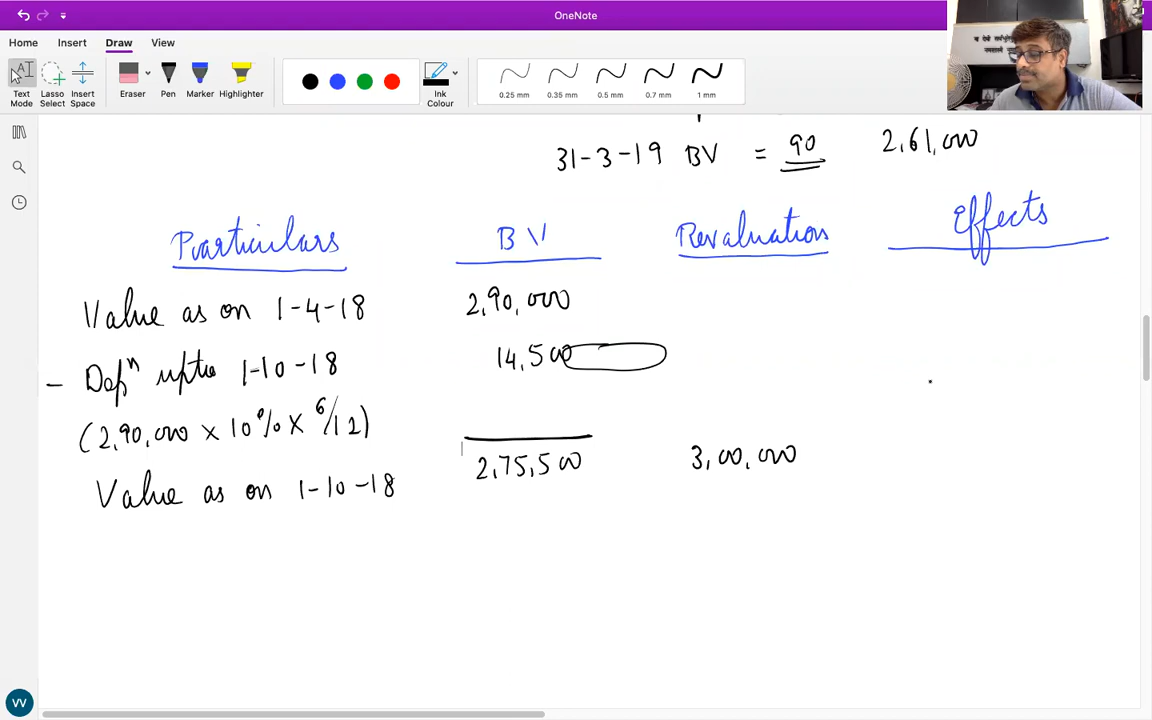 OneNote
Home Insert Draw View
Text Mode Lasso Select Insert Space Eraser Pen Marker Highlighter Ink Colour 0.25 mm 0.35 mm 0.5 mm 0.7 mm 1 mm
31-3-19 BV = 90 2,61,000
Particulars BV Revaluation Effects
Value as on 1-4-18 2,90,000
- Depn upto 1-10-18 14,500
(2,90,000 x 10% x 6/12)
Value as on 1-10-18 2,75,500 3,00,000
VV